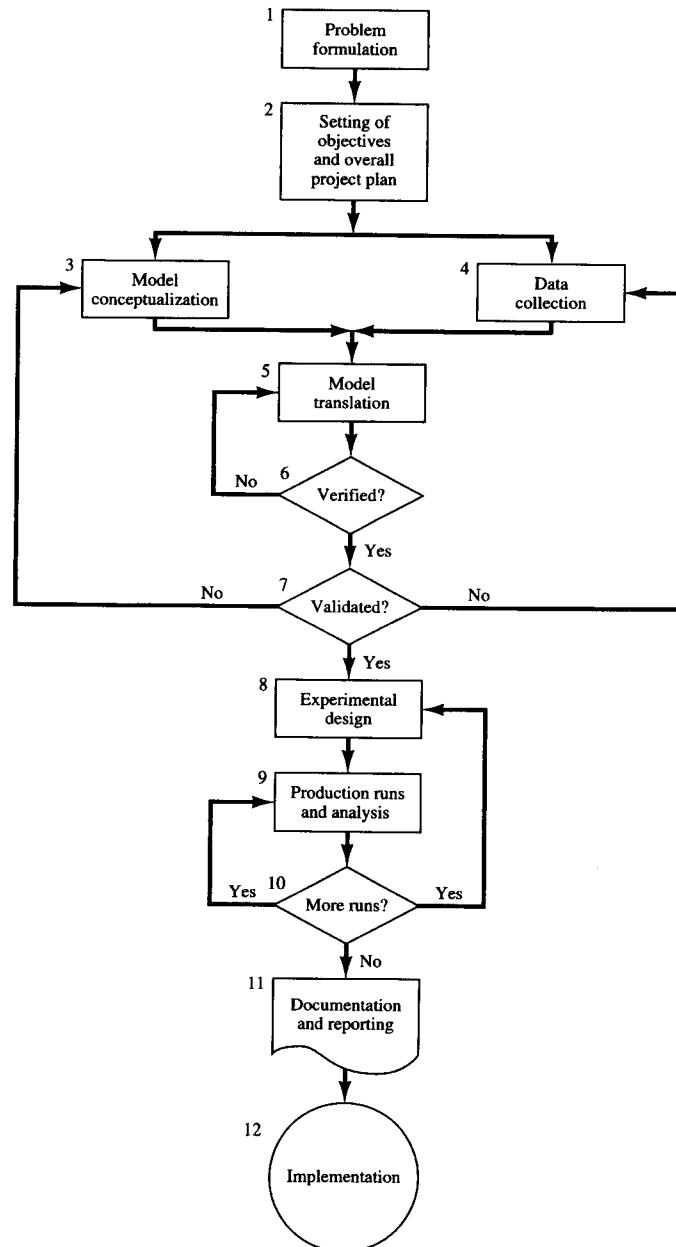 1
Problem
formulation
2
Setting of
objectives
and overall
project plan
3
Model
conceptualization
4
Data
collection
5
Model
translation
6
No
Verified?
Yes
7
No
Validated?
No
Yes
8
Experimental
design
9
Production runs
and analysis
10
Yes
More runs?
Yes
No
11
Documentation
and reporting
12
Implementation